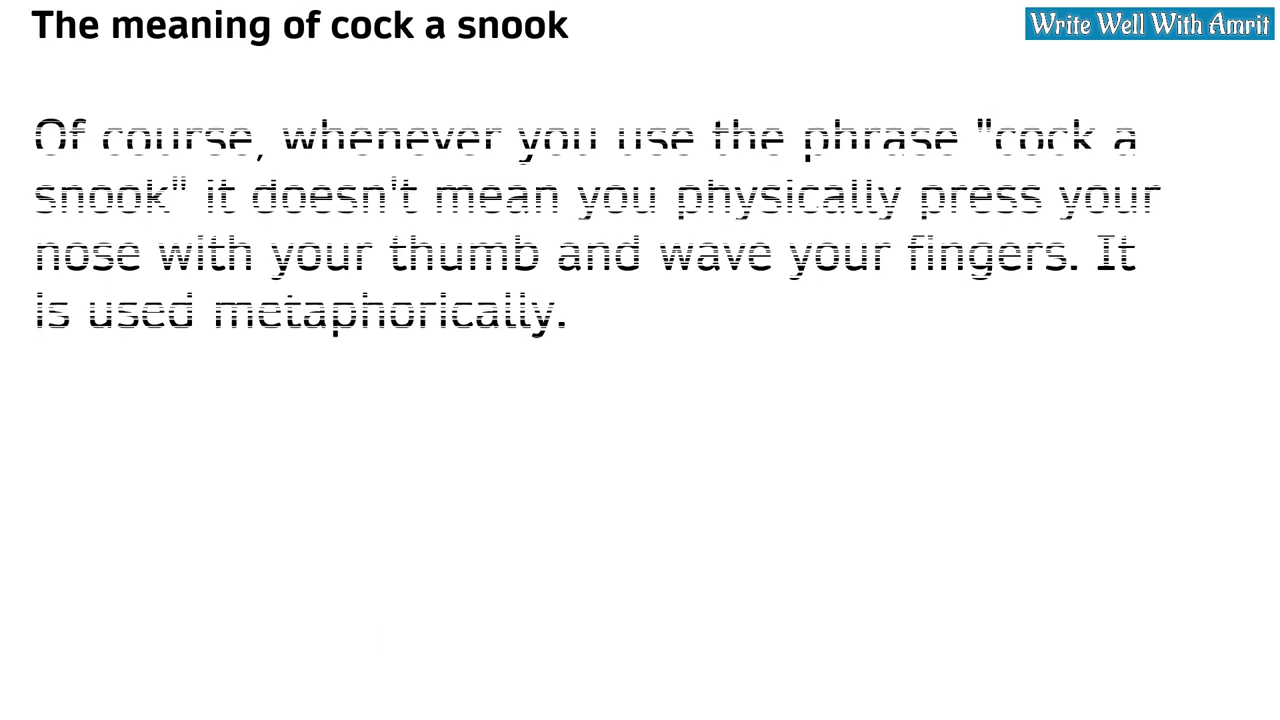 The meaning of cock a snook
Write Well With Amrit
Of course, whenever you use the phrase "cock a
snook" it doesn't mean you physically press your
nose with your thumb and wave your fingers. It
is used metaphorically.